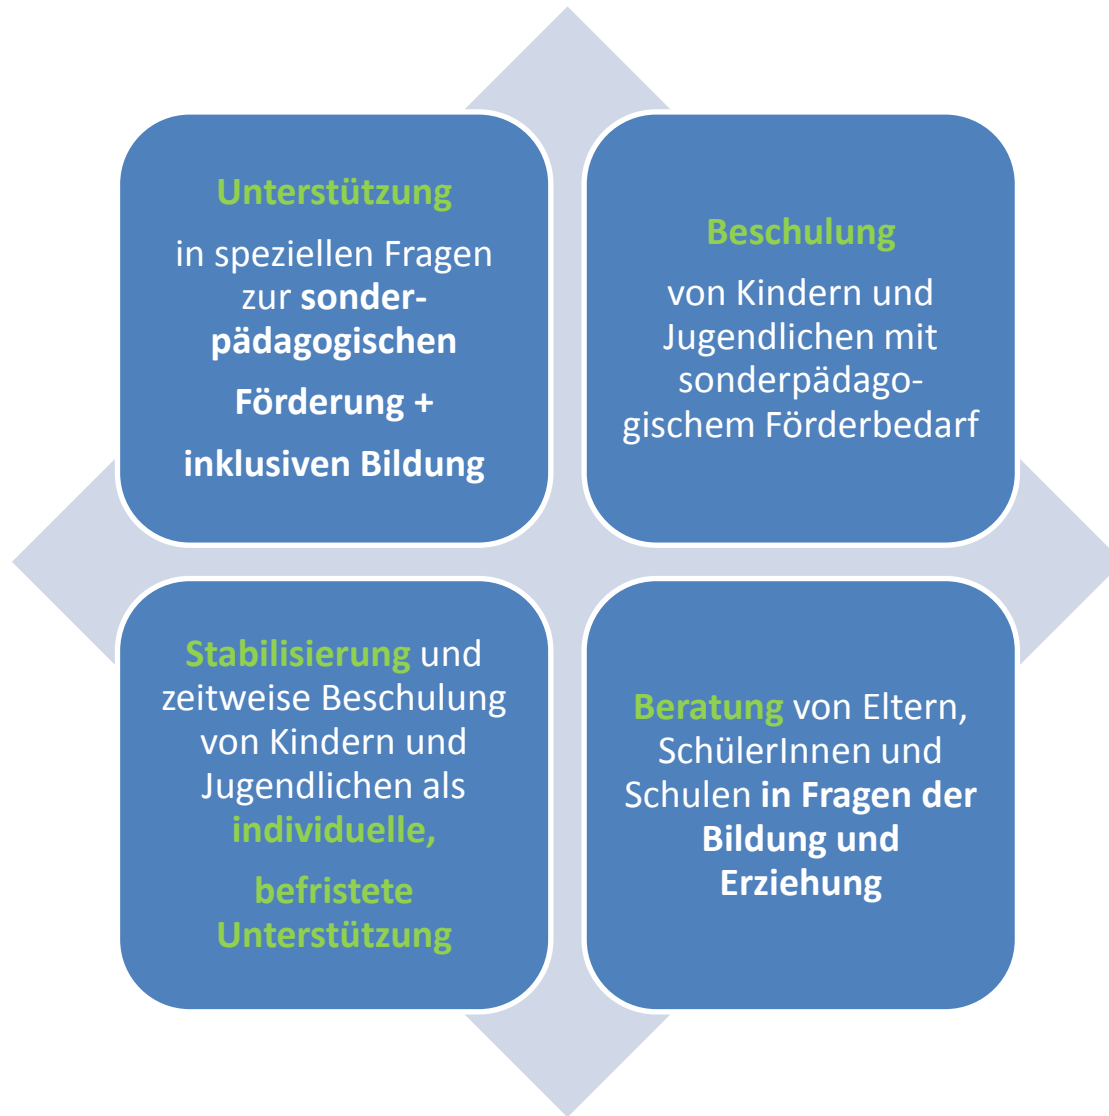 Unterstützung
in speziellen Fragen
zur sonder-
pädagogischen
Förderung +
inklusiven Bildung
Beschulung
von Kindern und
Jugendlichen mit
sonderpädago-
gischem Förderbedarf
Stabilisierung und
zeitweise Beschulung
von Kindern und
Jugendlichen als
individuelle,
befristete
Unterstützung
Beratung von Eltern,
SchülerInnen und
Schulen in Fragen der
Bildung und
Erziehung